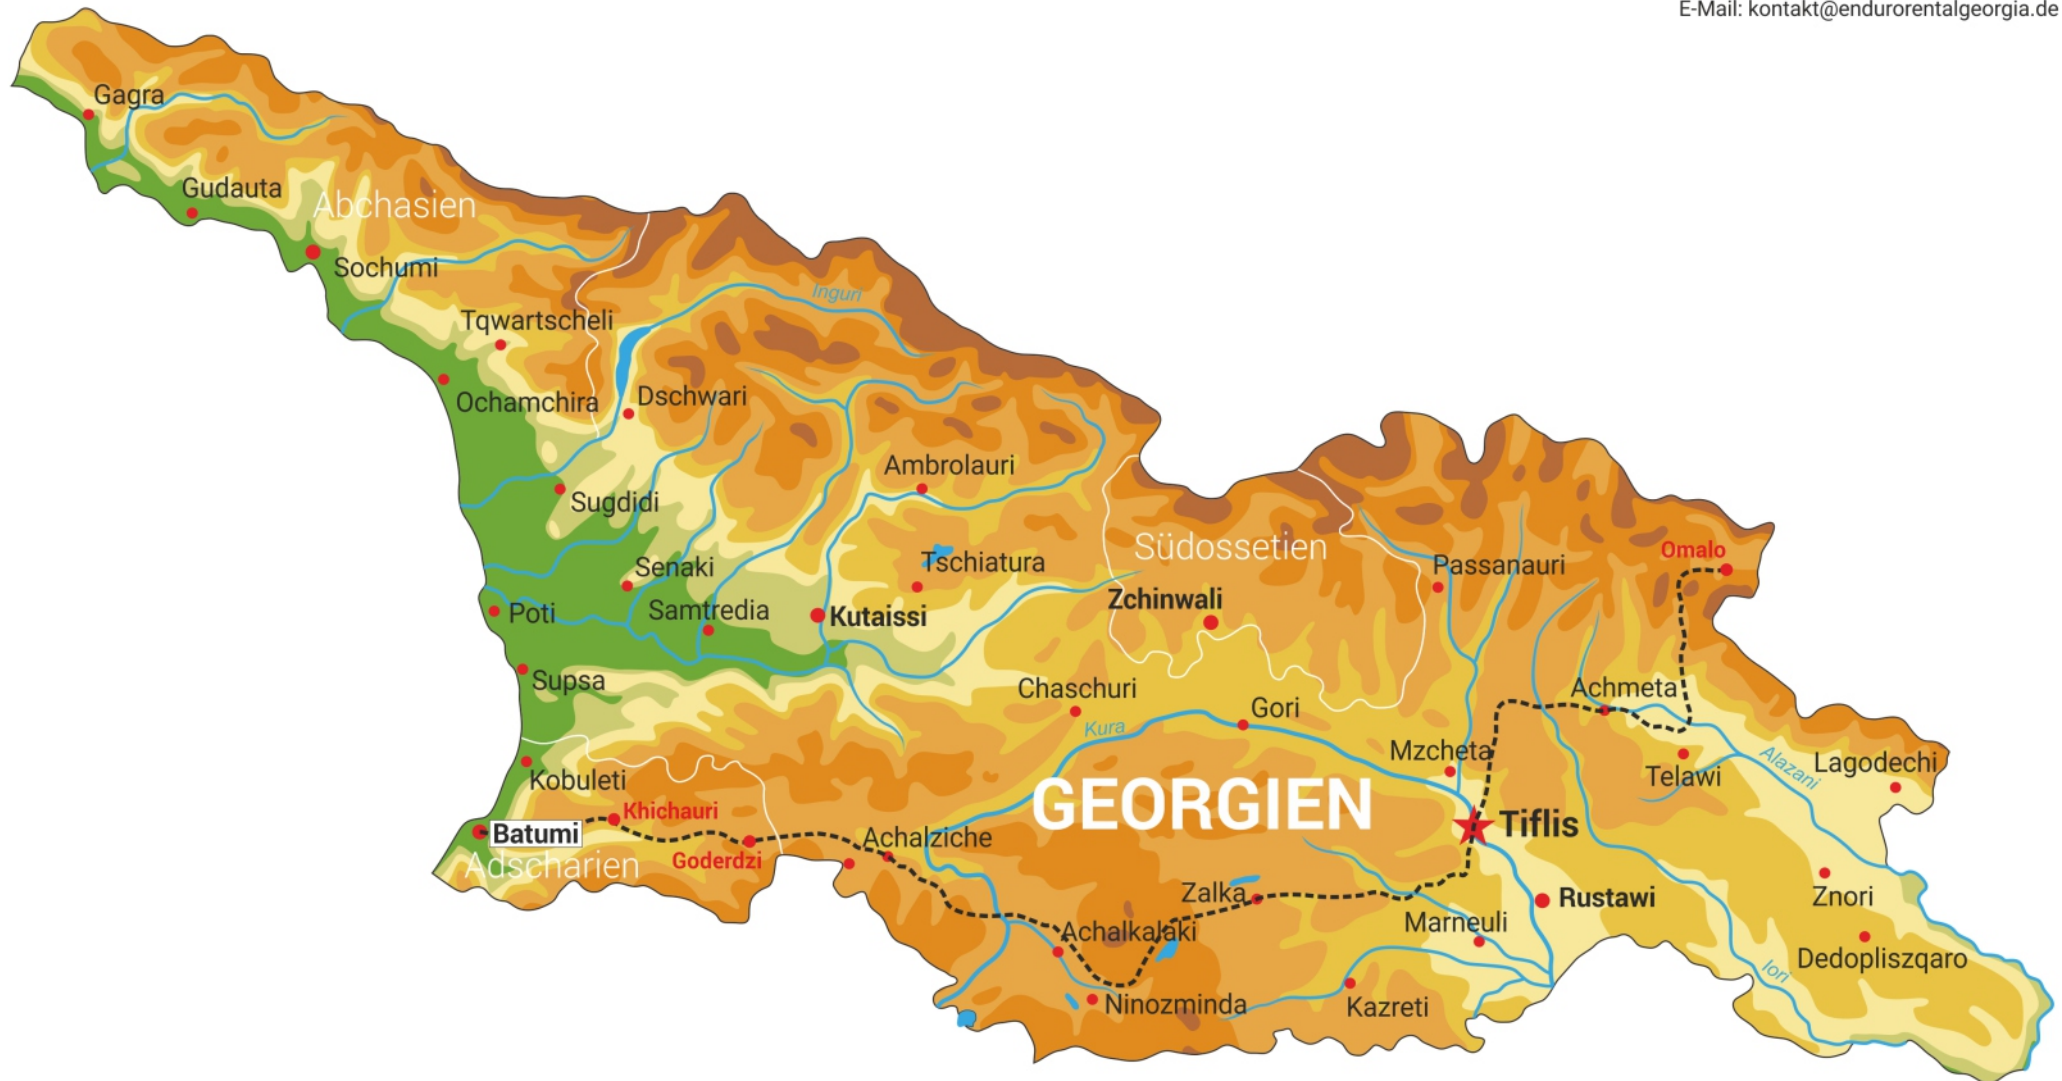 E-Mail: kontakt@endurorentalgeorgia.de
Gagra
Gudauta
Abchasien
Sochumi
Inguri
Tqwartscheli
Ochamchira
Dschwari
Ambrolauri
Sugdidi
Südossetien
Omalo
Tschiatura
Passanauri
Senaki
Zchinwali
Samtredia
Poti
Kutaissi
Supsa
Chaschuri
Achmeta
Gori
Kura
Mzcheta
Alazani
Lagodechi
Telawi
Kobuleti
GEORGIEN
Khichauri
Batumi
Tiflis
Achalziche
Goderdzi
Adscharien
Zalka
Rustawi
Znori
Marneuli
Achalkalaki
Dedopliszqaro
Iori
Ninozminda
Kazreti